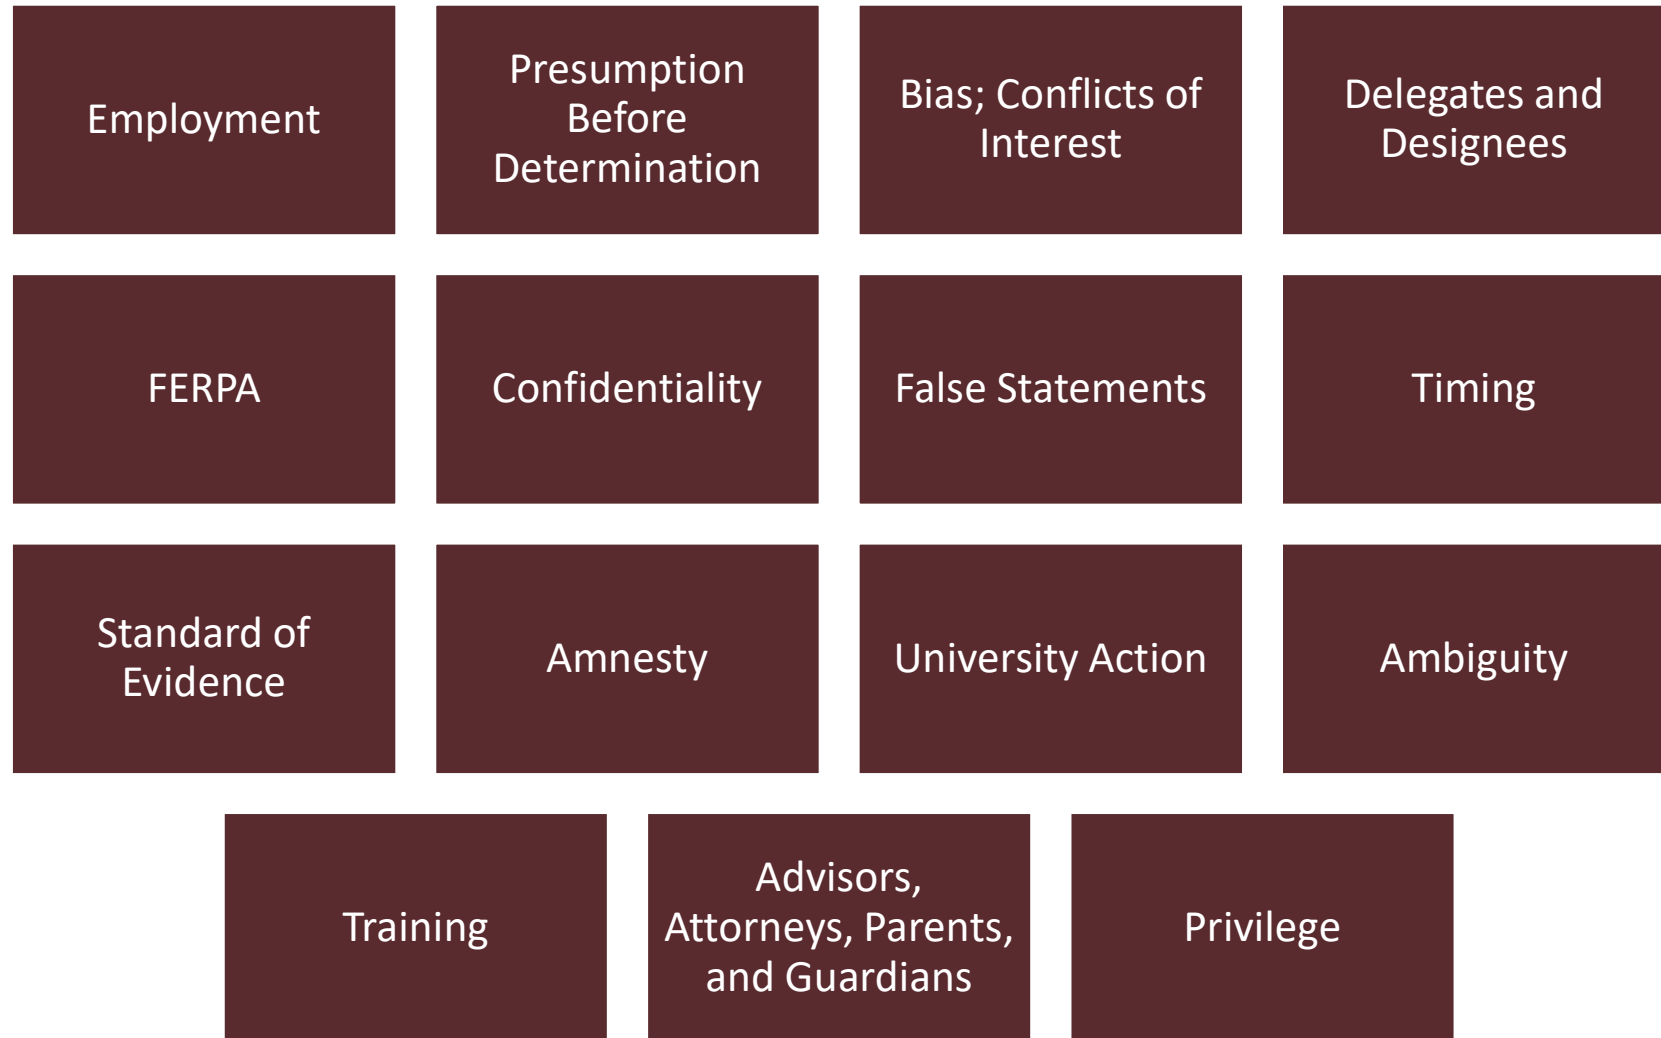 Employment
Presumption
Before
Determination
Bias; Conflicts of
Interest
Delegates and
Designees
FERPA
Confidentiality
False Statements
Timing
Standard of
Evidence
Amnesty
University Action
Ambiguity
Training
Advisors,
Attorneys, Parents,
and Guardians
Privilege